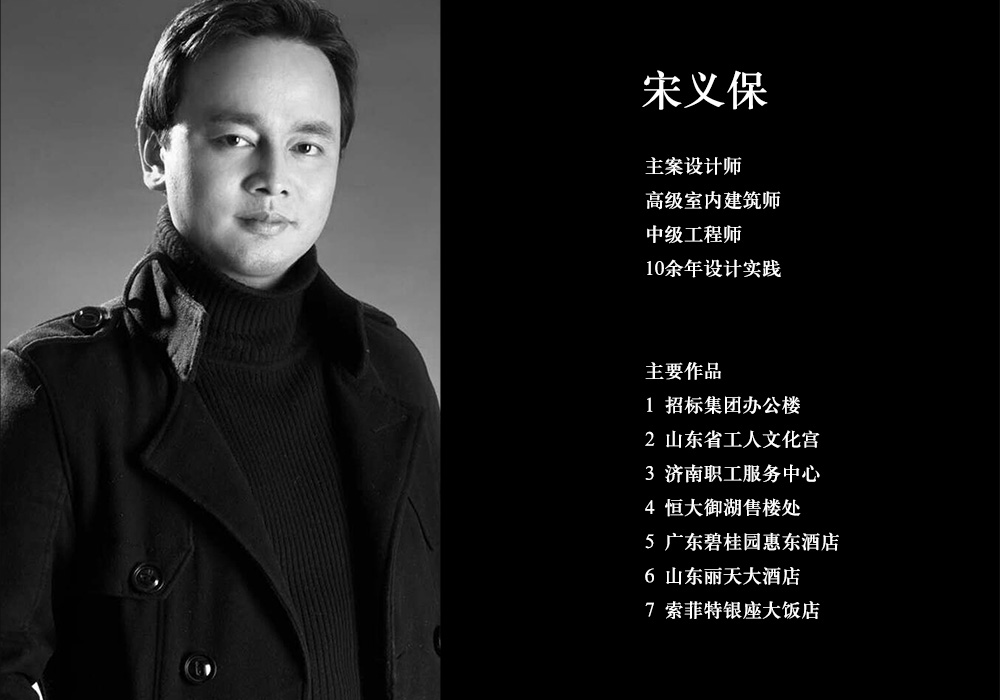 宋义保
主案设计师
高级室内建筑师
中级工程师
10余年设计实践
主要作品
1 招标集团办公楼
2 山东省工人文化宫
3 济南职工服务中心
4 恒大御湖售楼处
5 广东碧桂园惠东酒店
6 山东丽天大酒店
7 索菲特银座大饭店